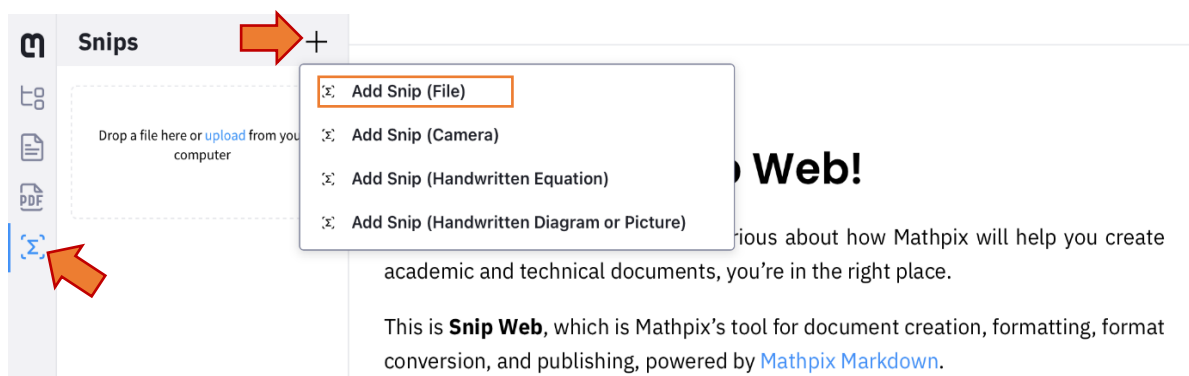 Snips
Drop a file here or upload from you
computer
Add Snip (File)
Add Snip (Camera)
Add Snip (Handwritten Equation)
Add Snip (Handwritten Diagram or Picture)
PDF
Web!
about how Mathpix will help you create
academic and technical documents, you’re in the right place.
This is Snip Web, which is Mathpix’s tool for document creation, formatting, format
conversion, and publishing, powered by Mathpix Markdown.